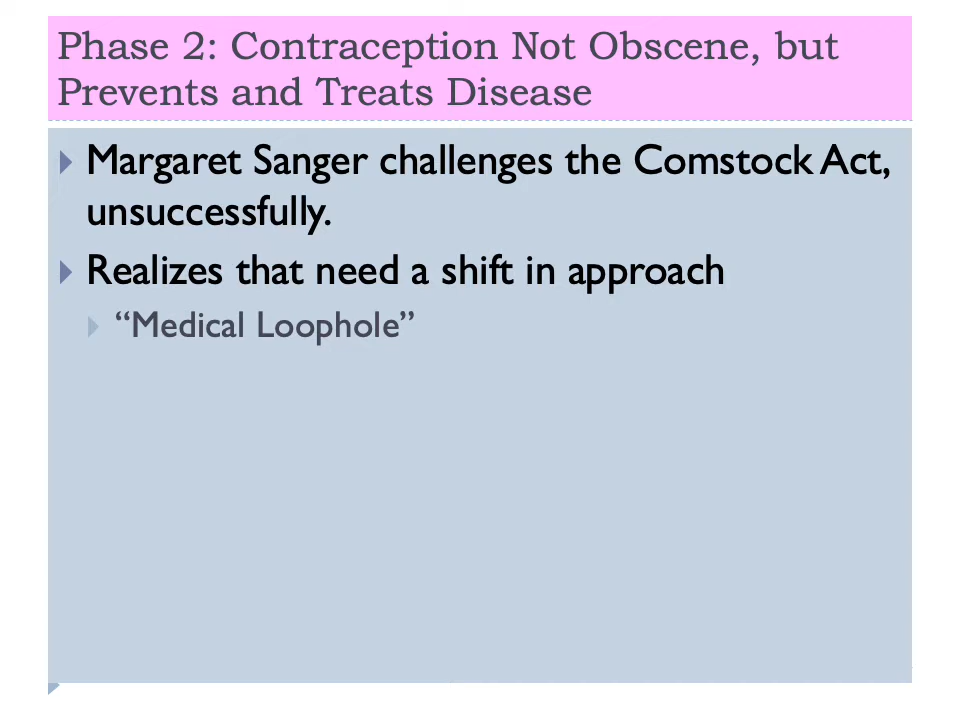 Phase 2: Contraception Not Obscene, but
Prevents and Treats Disease
Margaret Sanger challenges the Comstock Act,
unsuccessfully.
Realizes that need a shift in approach
“Medical Loophole”